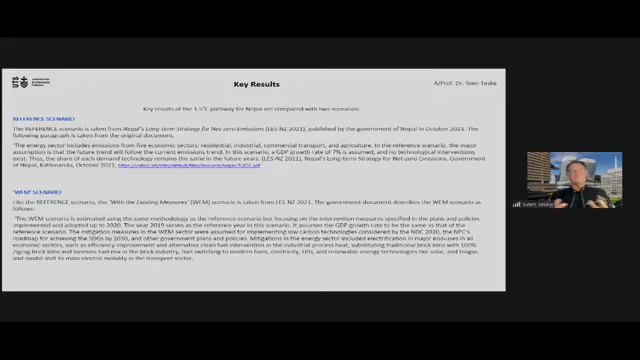 UTS
Key Results
A/Prof. Dr. Sven Teske
Key results of the 1.5°C pathway for Nepal are compared with two scenarios:
REFERENCE SCENARIO
The REFERENCE scenario is taken from Nepal's Long-term Strategy for Net-zero Emissions (LES-NZ 2021), published by the government of Nepal in October 2021. The
following paragraph is taken from the original document.
'The energy sector includes emissions from five economic sectors: residential, industrial, commercial transport, and agriculture. In the reference scenario, the major
assumption is that the future trend will follow the current emissions trend. In this scenario, a GDP growth rate of 7% is assumed, and no technological interventions
exist. Thus, the share of each demand technology remains the same in the future years. (LES-NZ 2021), Nepal's Long-term Strategy for Net-zero Emissions, Government of
Nepal, Kathmandu, October 2021,
'WEM' SCENARIO
Like the REFERENCE scenario, the 'With the Existing Measures' (WEM) scenario is taken from LES NZ 2021. The government document describes the WEM scenario as
follows:
'The WEM scenario is estimated using the same methodology as the reference scenario but focusing on the intervention measures specified in the plans and policies
implemented and adopted up to 2020. The year 2019 serves as the reference year in this scenario. It assumes the GDP growth rate to be the same as that of the
reference scenario. The mitigation measures in the WEM sector were assumed for implementing low carbon technologies considered by the NDC 2020, the NPC's
roadmap for achieving the SDGs by 2030, and other government plans and policies. Mitigations in the energy sector include electrification in major end-uses in all
economic sectors, such as efficiency improvement and alternative clean fuel intervention in the industrial process heat, substituting traditional brick kilns with 100%
zigzag brick kilns and biomass fuel mix in the brick industry, fuel switching to modern fuels, electricity, LPG, and renewable energy technologies like solar, and biogas,
and modal shift to mass electric mobility in the transport sector.
Sven Teske